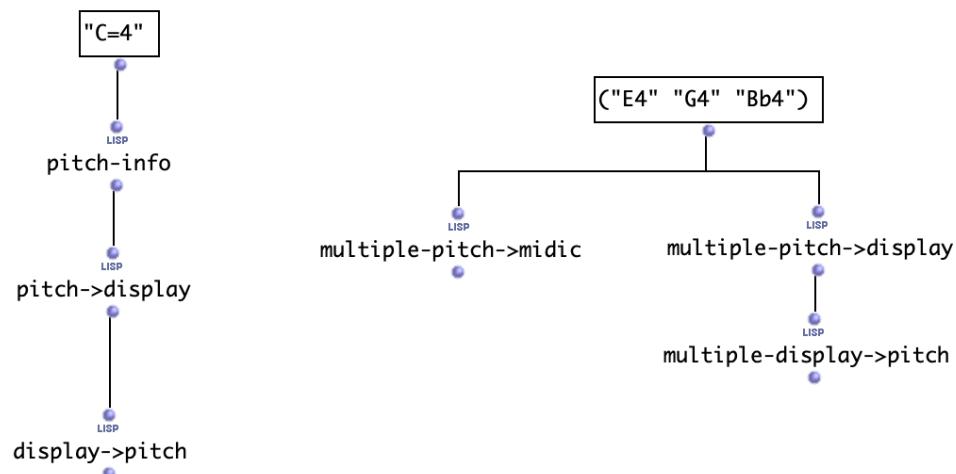 "C=4"
LISP
pitch-info
LISP
pitch->display
LISP
display->pitch
("E4" "G4" "Bb4")
LISP
multiple-pitch->midic
LISP
multiple-pitch->display
LISP
multiple-display->pitch